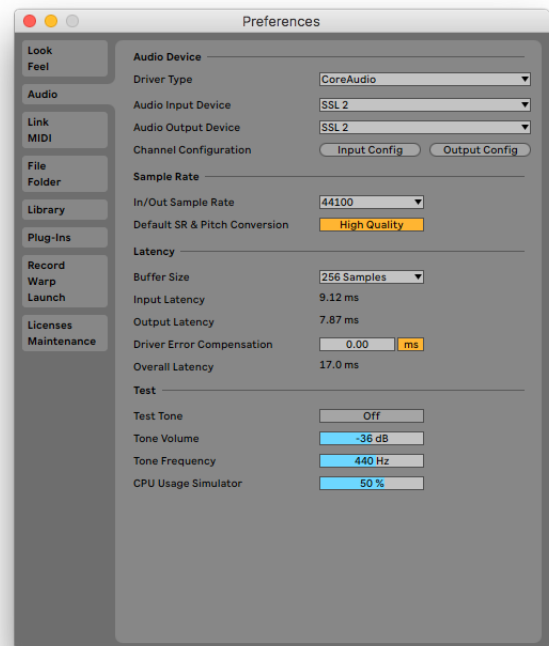 Preferences
Look
Feel
Audio
Link
MIDI
File
Folder
Library
Plug-Ins
Record
Warp
Launch
Licenses
Maintenance
Audio Device
Driver Type CoreAudio
Audio Input Device SSL 2
Audio Output Device SSL 2
Channel Configuration Input Config Output Config
Sample Rate
In/Out Sample Rate 44100
Default SR & Pitch Conversion High Quality
Latency
Buffer Size 256 Samples
Input Latency 9.12 ms
Output Latency 7.87 ms
Driver Error Compensation 0.00 ms
Overall Latency 17.0 ms
Test
Test Tone Off
Tone Volume -36 dB
Tone Frequency 440 Hz
CPU Usage Simulator 50 %